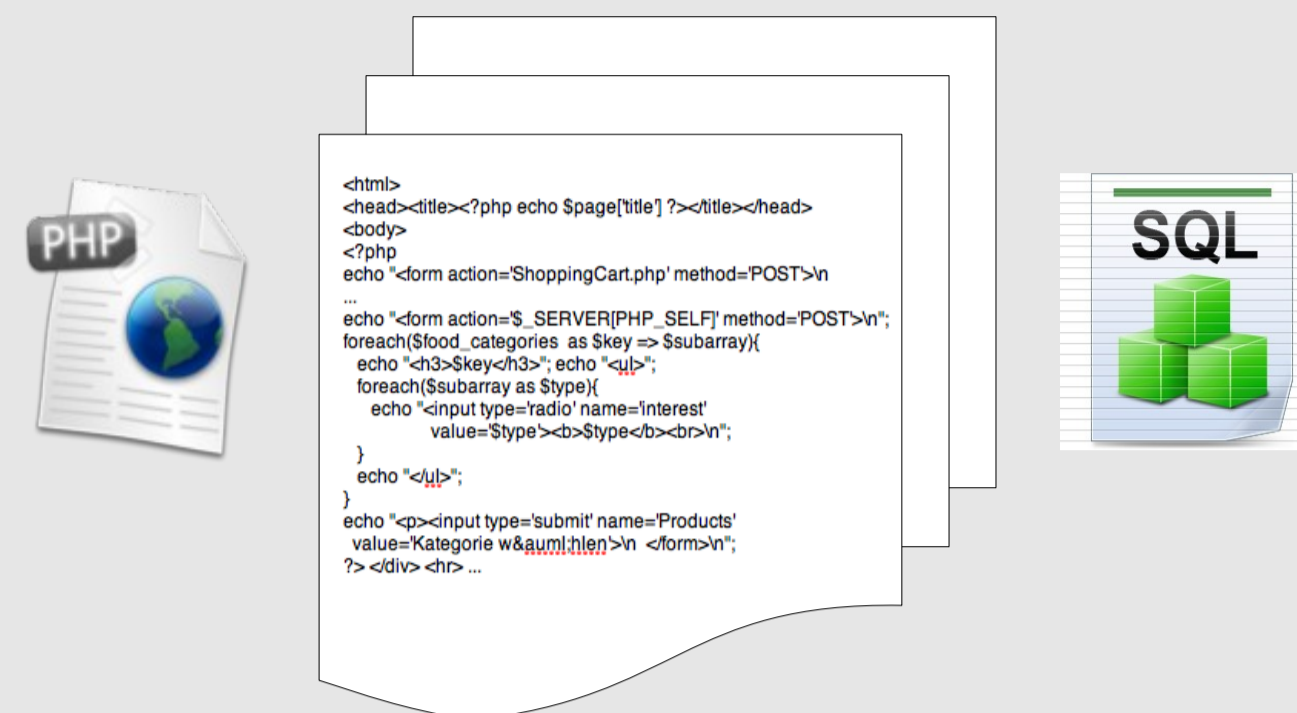 PHP
<html>
<head><title><?php echo $page['title'] ?></title></head>
<body>
<?php
echo "<form action='ShoppingCart.php' method='POST'>\n
...
echo "<form action='$_SERVER[PHP_SELF]' method='POST'>\n";
foreach($food_categories  as $key => $subarray){
  echo "<h3>$key</h3>"; echo "<ul>";
  foreach($subarray as $type){
    echo "<input type='radio' name='interest'
            value='$type'><b>$type</b><br>\n";
  }
  echo "</ul>";
}
echo "<p><input type='submit' name='Products'
 value='Kategorie w&auml;hlen'>\n  </form>\n";
?> </div> <hr> ...
SQL